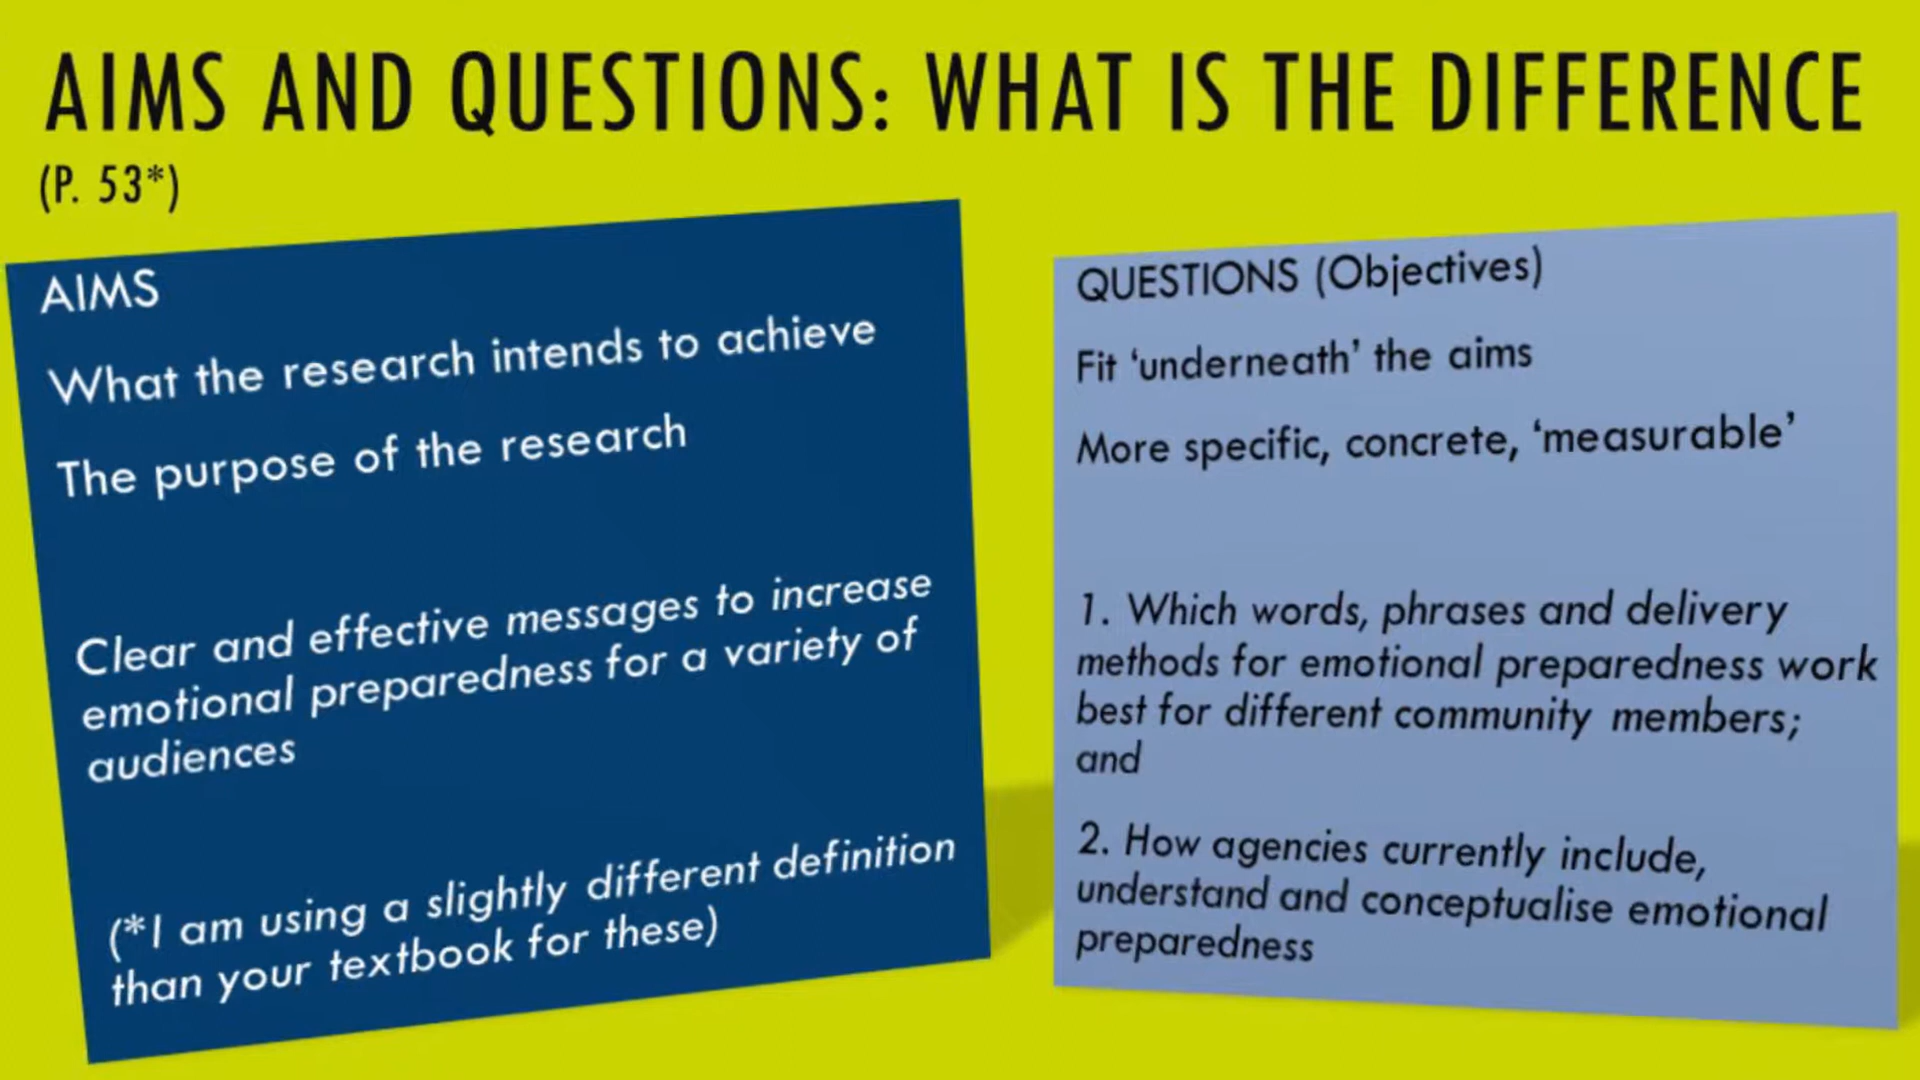 AIMS AND QUESTIONS: WHAT IS THE DIFFERENCE
(P. 53*)
AIMS
What the research intends to achieve
The purpose of the research
Clear and effective messages to increase
emotional preparedness for a variety of
audiences
(*I am using a slightly different definition
than your textbook for these)
QUESTIONS (Objectives)
Fit ‘underneath’ the aims
More specific, concrete, ‘measurable’
1. Which words, phrases and delivery
methods for emotional preparedness work
best for different community members;
and
2. How agencies currently include,
understand and conceptualise emotional
preparedness